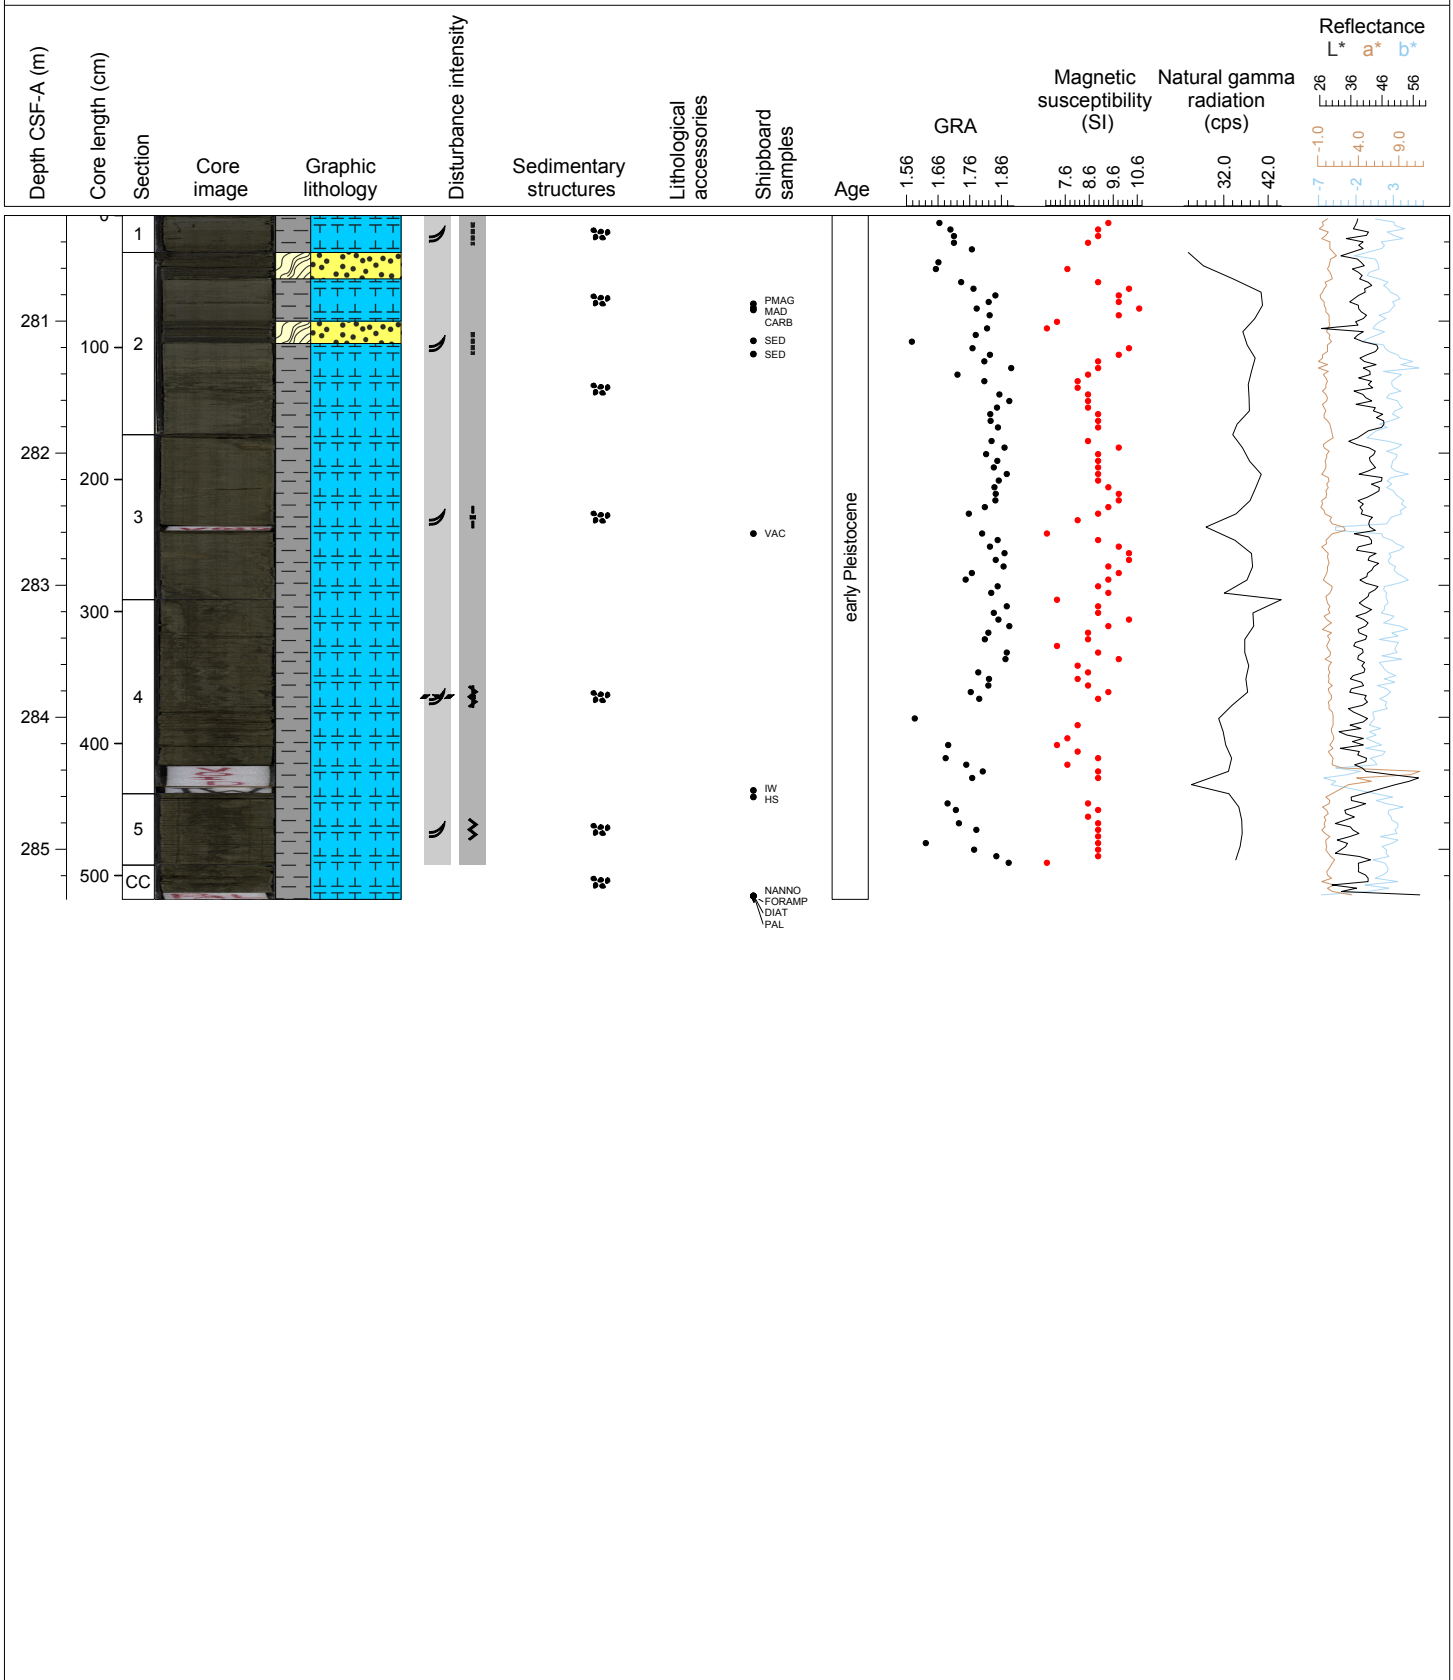 Depth CSF-A (m)
Core length (cm)
Section
Core
image
Graphic
lithology
Disturbance intensity
Sedimentary
structures
Lithological
accessories
Shipboard
samples
Age
GRA
1.56 1.66 1.76 1.86
Magnetic
susceptibility
(SI)
7.6 8.6 9.6 10.6
Natural gamma
radiation
(cps)
32.0 42.0
Reflectance
L* a* b*
26 36 46 56
-1.0 4.0 9.0
-7 -2 3
281
282
283
284
285
0
100
200
300
400
500
1
2
3
4
5
CC
PMAG
MAD
CARB
SED
SED
VAC
IW
HS
NANNO
FORAMP
DIAT
PAL
early Pleistocene